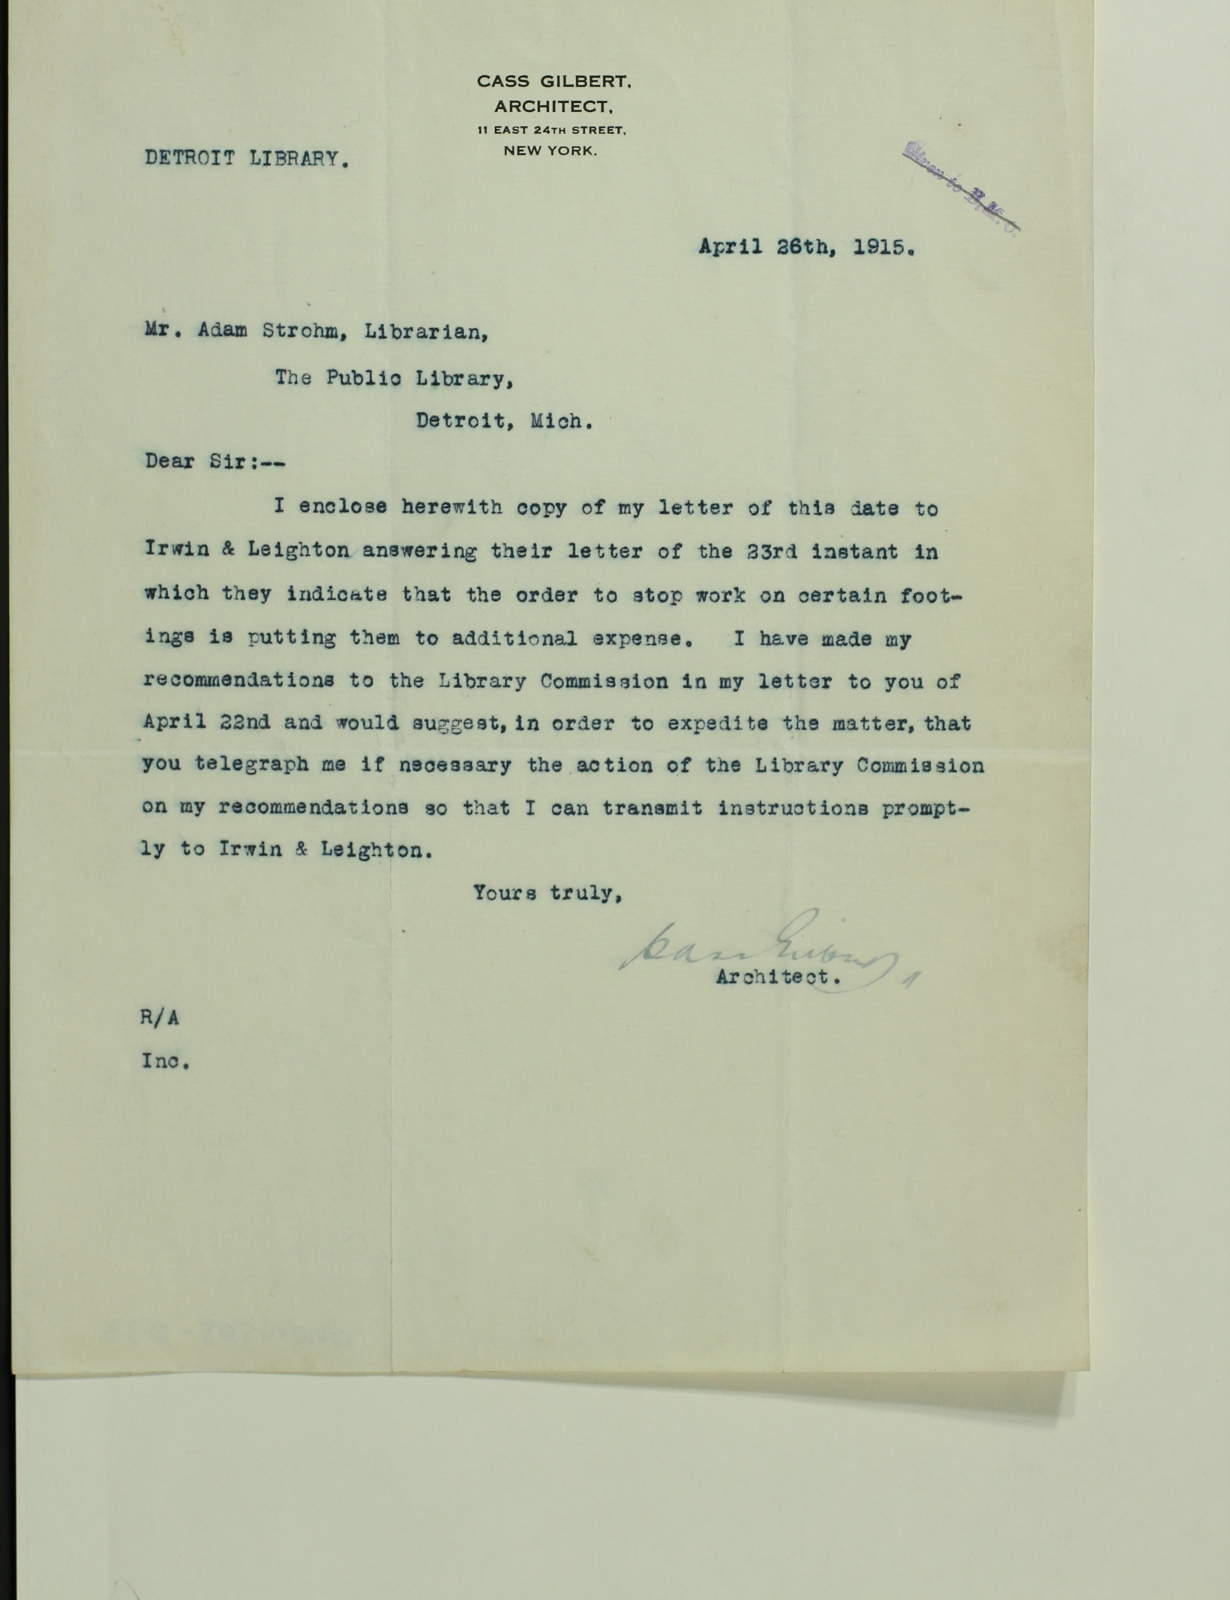 CASS GILBERT,
ARCHITECT,
11 EAST 24TH STREET,
NEW YORK.
DETROIT LIBRARY.
Given to
April 26th, 1915.
Mr. Adam Strohm, Librarian,
The Public Library,
Detroit, Mich.
Dear Sir:--
I enclose herewith copy of my letter of this date to
Irwin & Leighton answering their letter of the 23rd instant in
which they indicate that the order to stop work on certain foot-
ings is putting them to additional expense. I have made my
recommendations to the Library Commission in my letter to you of
April 22nd and would suggest, in order to expedite the matter, that
you telegraph me if necessary the action of the Library Commission
on my recommendations so that I can transmit instructions prompt-
ly to Irwin & Leighton.
Yours truly,
Cass Gilbert
Architect.
R/A
Inc.